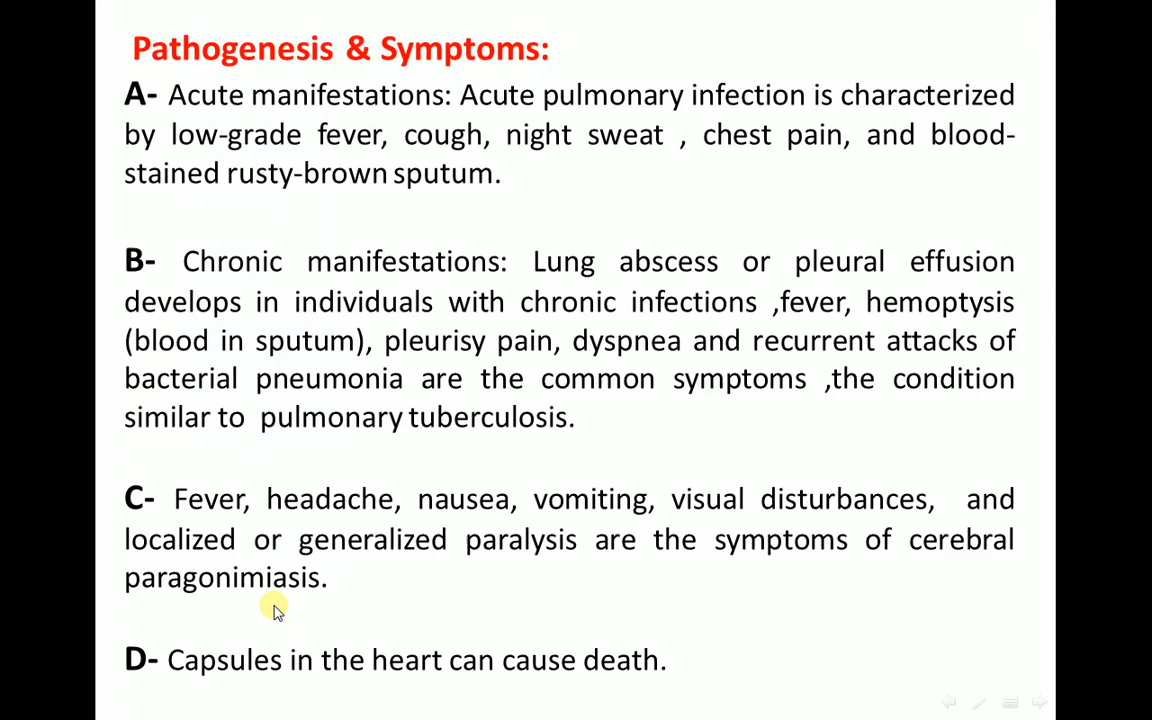 Pathogenesis & Symptoms:
A- Acute manifestations: Acute pulmonary infection is characterized
by low-grade fever, cough, night sweat , chest pain, and blood-
stained rusty-brown sputum.
B- Chronic manifestations: Lung abscess or pleural effusion
develops in individuals with chronic infections ,fever, hemoptysis
(blood in sputum), pleurisy pain, dyspnea and recurrent attacks of
bacterial pneumonia are the common symptoms ,the condition
similar to pulmonary tuberculosis.
C- Fever, headache, nausea, vomiting, visual disturbances, and
localized or generalized paralysis are the symptoms of cerebral
paragonimiasis.
D- Capsules in the heart can cause death.